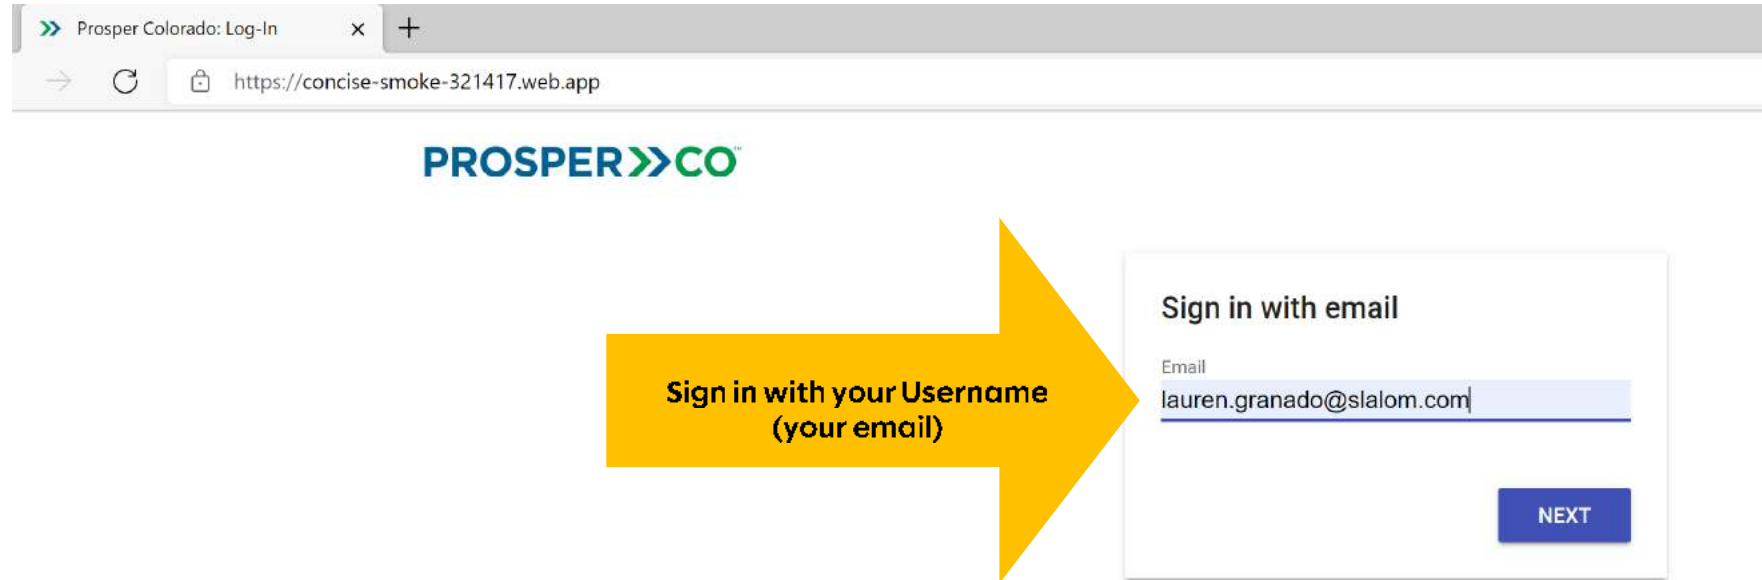 Prosper Colorado: Log-In
https://concise-smoke-321417.web.app
PROSPER>>CO™
Sign in with email
Email
lauren.granado@slalom.com
Sign in with your Username
(your email)
NEXT